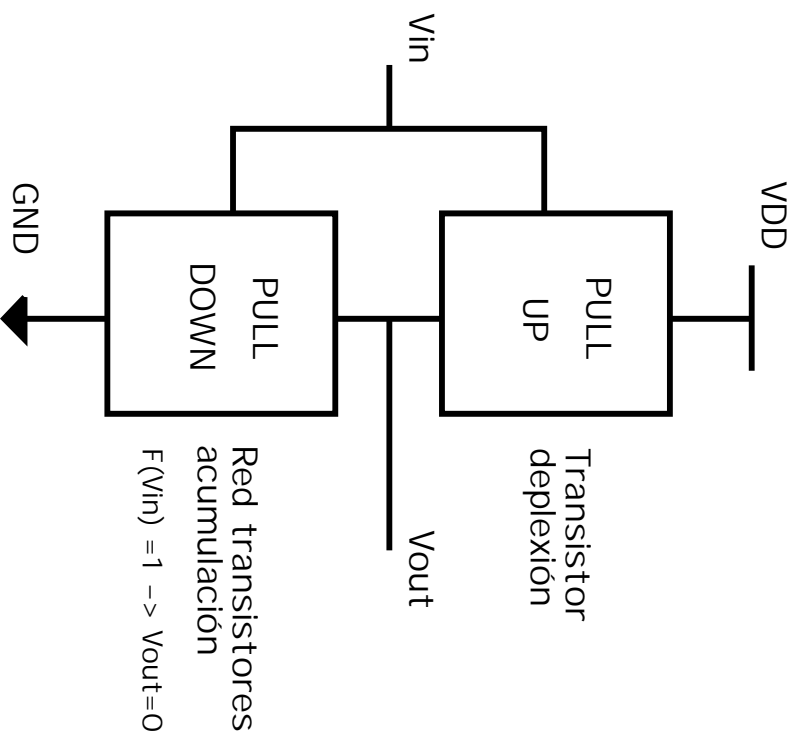 VDD
PULL
UP
Transistor
deplexión
Vin
Vout
PULL
DOWN
Red transistores
acumulación
F(Vin) =1 -> Vout=0
GND